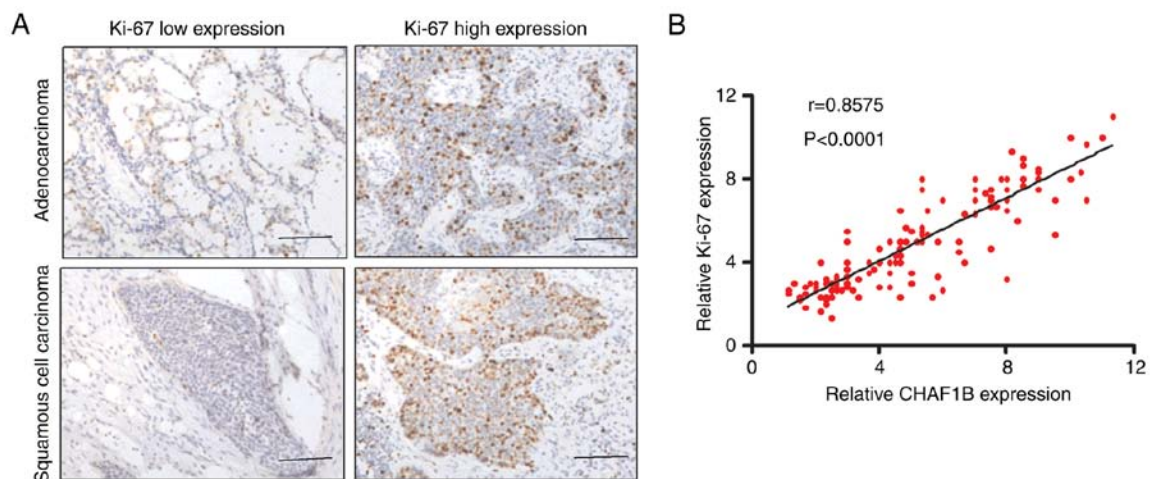 A
Ki-67 low expression
Ki-67 high expression
Adenocarcinoma
Squamous cell carcinoma
B
r=0.8575
P<0.0001
Relative Ki-67 expression
12
8
4
0
0
4
8
12
Relative CHAF1B expression